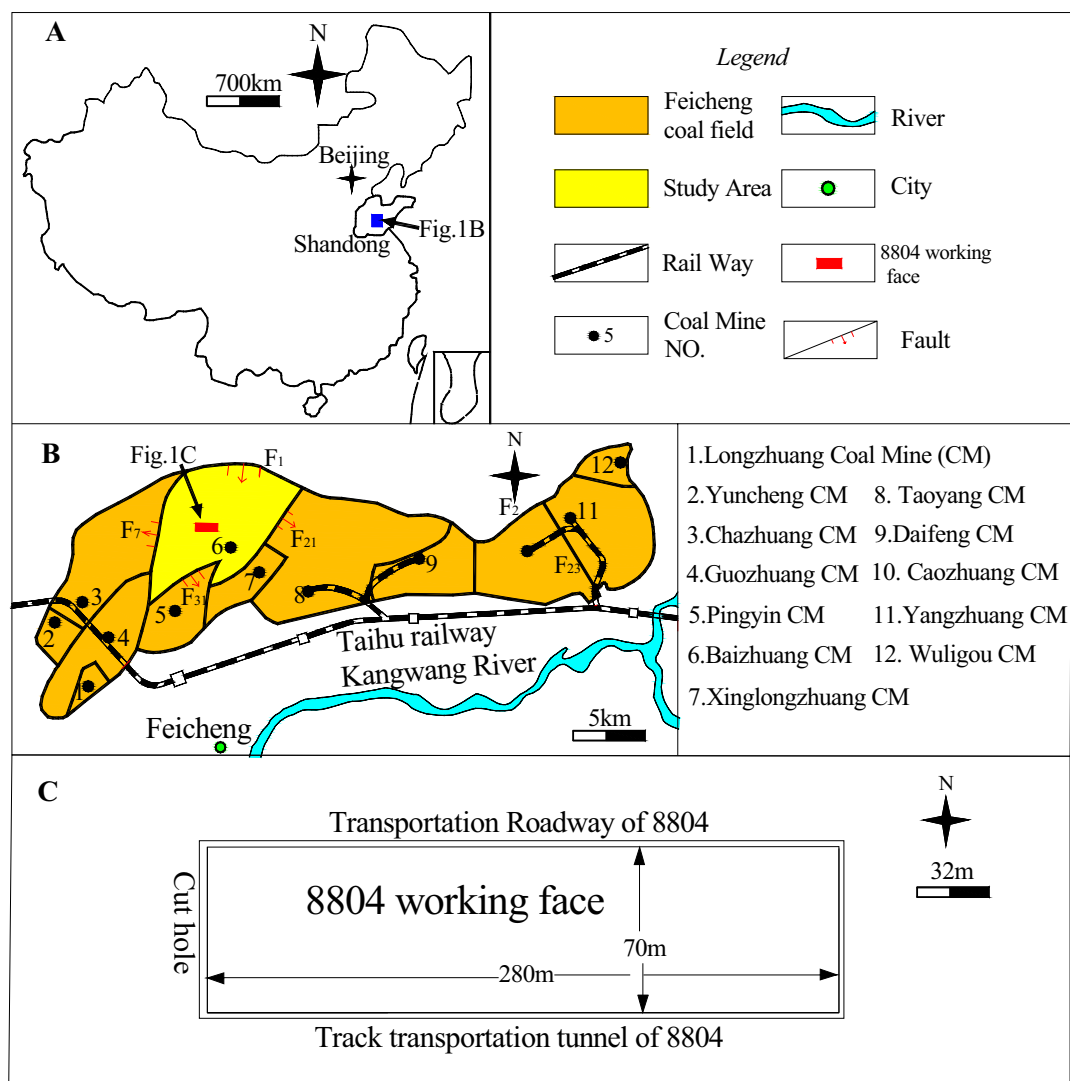 A
N
700km
Beijing
Shandong
Fig.1B
Legend
Feicheng
coal field
River
Study Area
City
Rail Way
8804 working
face
5
Coal Mine
NO.
Fault
B
Fig.1C
F1
N
F2
12
11
F7
F21
6
F23
9
7
8
F31
5
3
2
4
1
Taihu railway
Kangwang River
Feicheng
5km
1.Longzhuang Coal Mine (CM)
2.Yuncheng CM
8. Taoyang CM
3.Chazhuang CM
9.Daifeng CM
4.Guozhuang CM
10. Caozhuang CM
5.Pingyin CM
11.Yangzhuang CM
6.Baizhuang CM
12. Wuligou CM
7.Xinglongzhuang CM
C
N
32m
Transportation Roadway of 8804
Cut hole
8804 working face
70m
280m
Track transportation tunnel of 8804